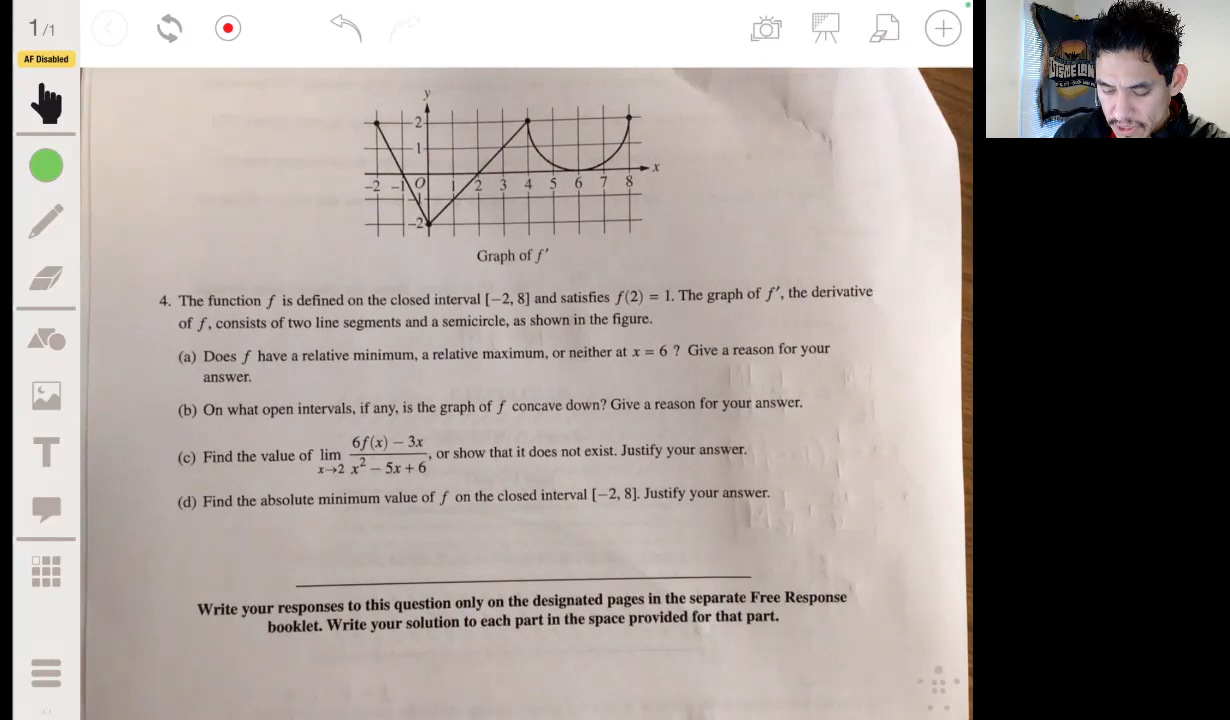 1/1
AF Disabled
y
2
1
x
-2 -1 O 1 2 3 4 5 6 7 8
-1
-2
Graph of f′
4. The function f is defined on the closed interval [−2, 8] and satisfies f(2) = 1. The graph of f′, the derivative
of f, consists of two line segments and a semicircle, as shown in the figure.
(a) Does f have a relative minimum, a relative maximum, or neither at x = 6 ? Give a reason for your
answer.
(b) On what open intervals, if any, is the graph of f concave down? Give a reason for your answer.
(c) Find the value of lim x→2 (6f(x) − 3x)/(x² − 5x + 6), or show that it does not exist. Justify your answer.
(d) Find the absolute minimum value of f on the closed interval [−2, 8]. Justify your answer.
Write your responses to this question only on the designated pages in the separate Free Response
booklet. Write your solution to each part in the space provided for that part.
T